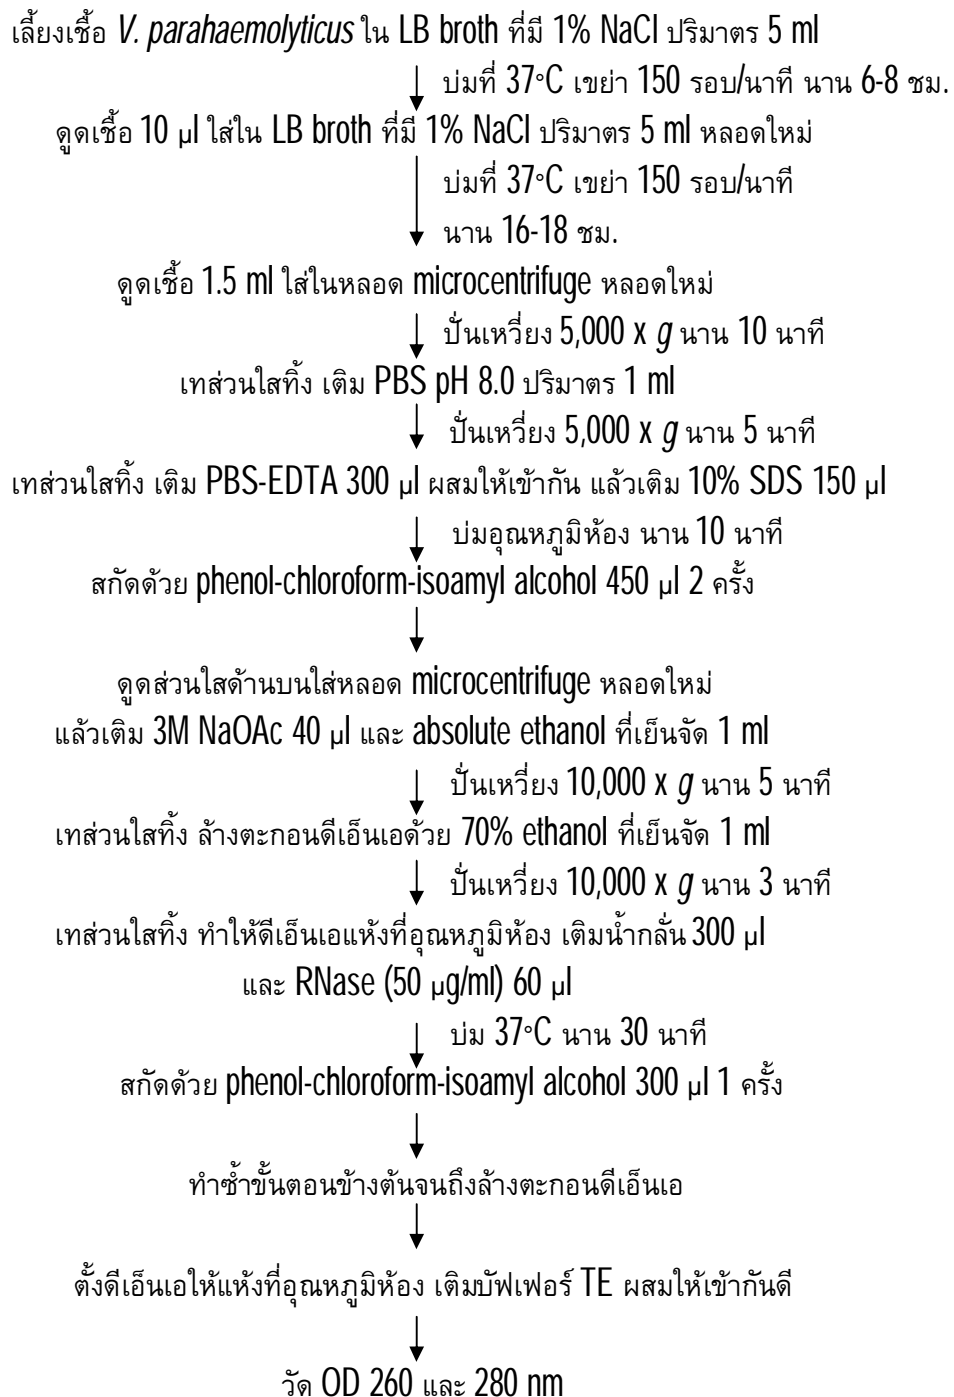 เลี้ยงเชื้อ V. parahaemolyticus ใน LB broth ที่มี 1% NaCl ปริมาตร 5 ml
บ่มที่ 37°C เขย่า 150 รอบ/นาที นาน 6-8 ชม.
ดูดเชื้อ 10 µl ใส่ใน LB broth ที่มี 1% NaCl ปริมาตร 5 ml หลอดใหม่
บ่มที่ 37°C เขย่า 150 รอบ/นาที
นาน 16-18 ชม.
ดูดเชื้อ 1.5 ml ใส่ในหลอด microcentrifuge หลอดใหม่
ปั่นเหวี่ยง 5,000 x g นาน 10 นาที
เทส่วนใสทิ้ง เติม PBS pH 8.0 ปริมาตร 1 ml
ปั่นเหวี่ยง 5,000 x g นาน 5 นาที
เทส่วนใสทิ้ง เติม PBS-EDTA 300 µl ผสมให้เข้ากัน แล้วเติม 10% SDS 150 µl
บ่มอุณหภูมิห้อง นาน 10 นาที
สกัดด้วย phenol-chloroform-isoamyl alcohol 450 µl 2 ครั้ง
ดูดส่วนใสด้านบนใส่หลอด microcentrifuge หลอดใหม่
แล้วเติม 3M NaOAc 40 µl และ absolute ethanol ที่เย็นจัด 1 ml
ปั่นเหวี่ยง 10,000 x g นาน 5 นาที
เทส่วนใสทิ้ง ล้างตะกอนดีเอ็นเอด้วย 70% ethanol ที่เย็นจัด 1 ml
ปั่นเหวี่ยง 10,000 x g นาน 3 นาที
เทส่วนใสทิ้ง ทำให้ดีเอ็นเอแห้งที่อุณหภูมิห้อง เติมน้ำกลั่น 300 µl
และ RNase (50 µg/ml) 60 µl
บ่ม 37°C นาน 30 นาที
สกัดด้วย phenol-chloroform-isoamyl alcohol 300 µl 1 ครั้ง
ทำซ้ำขั้นตอนข้างต้นจนถึงล้างตะกอนดีเอ็นเอ
ตั้งดีเอ็นเอให้แห้งที่อุณหภูมิห้อง เติมบัฟเฟอร์ TE ผสมให้เข้ากันดี
วัด OD 260 และ 280 nm